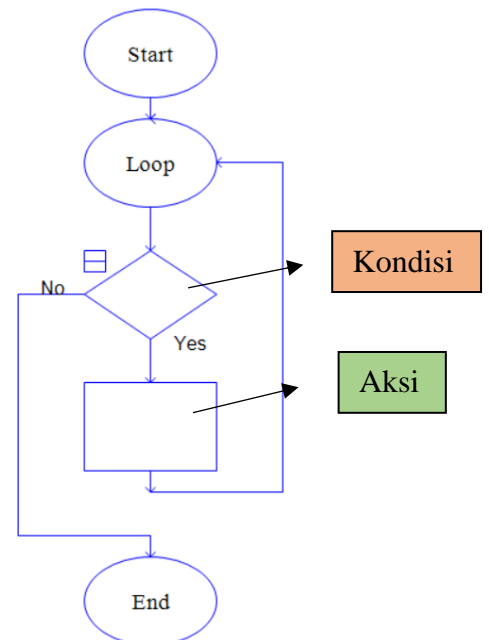 Start
Loop
Kondisi
No
Yes
Aksi
End